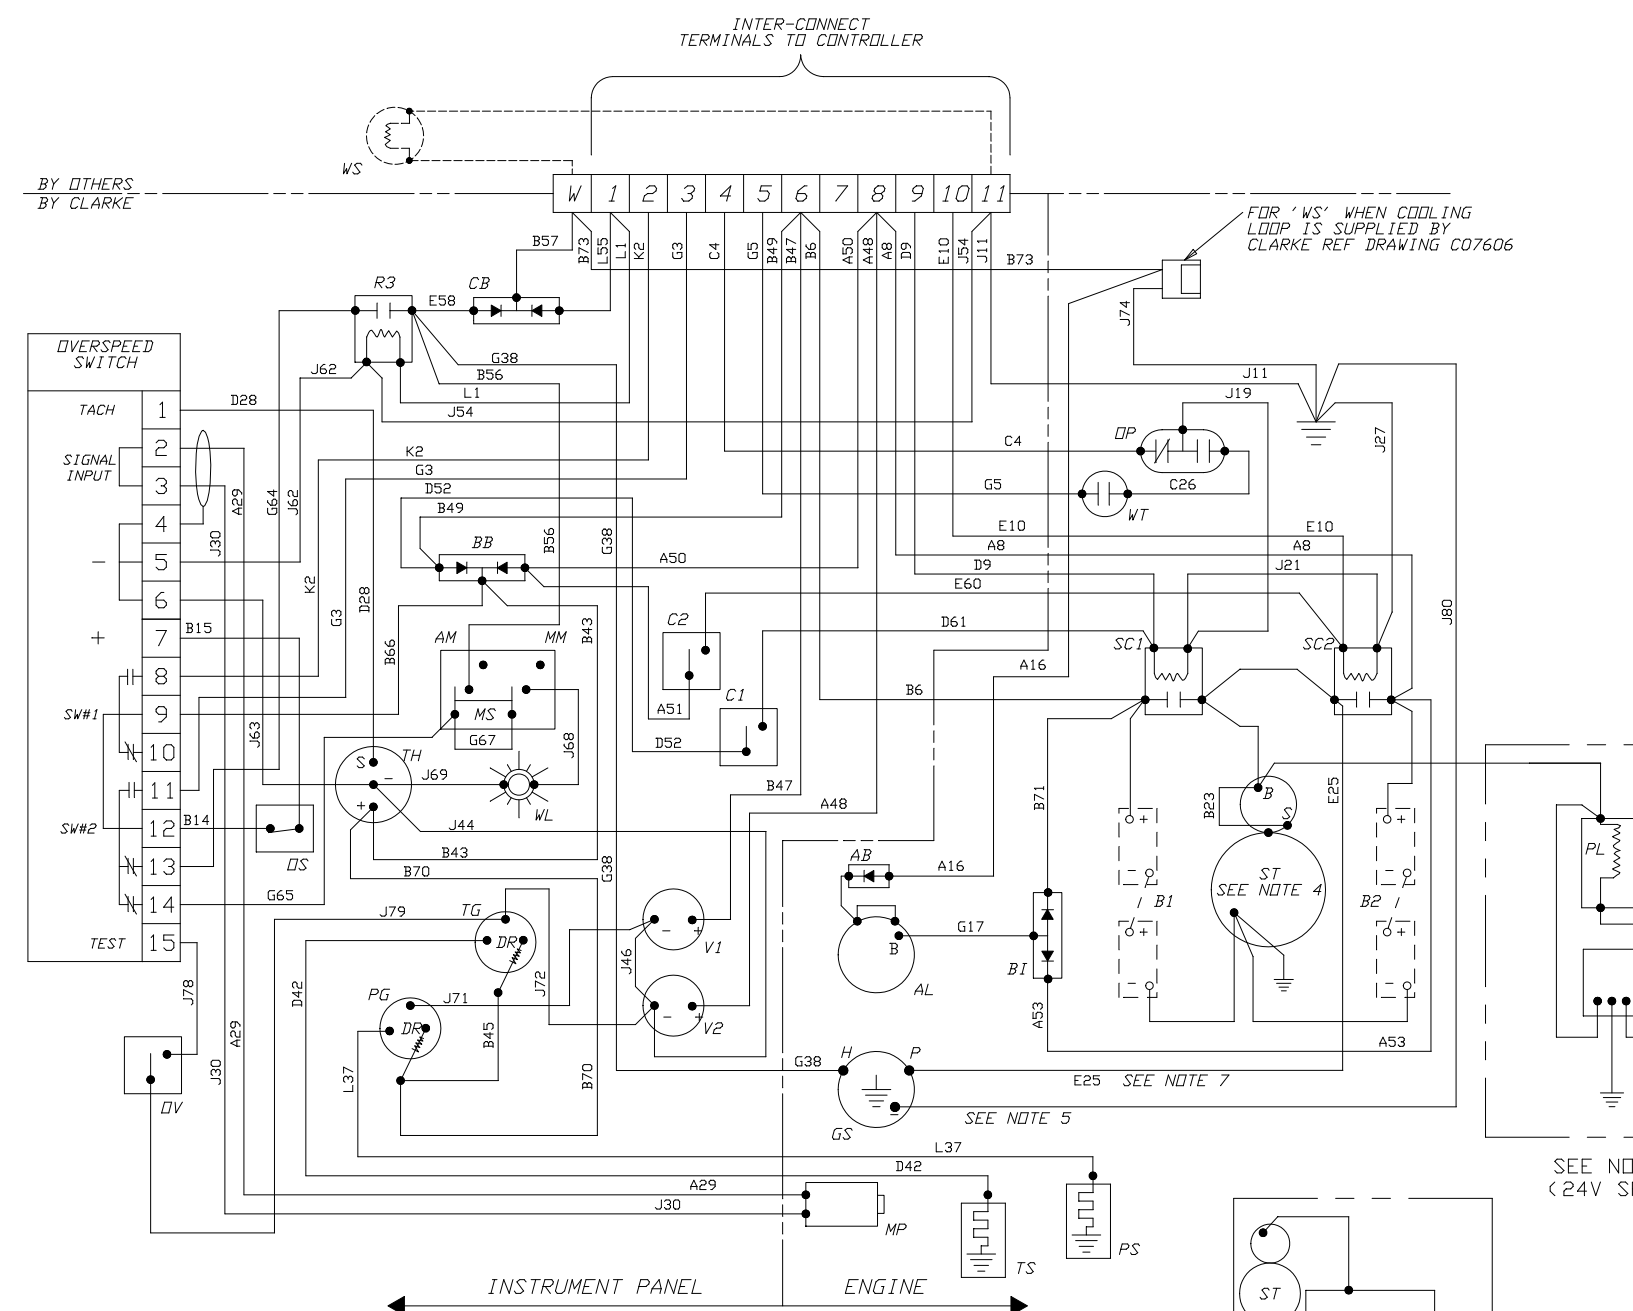 INTER-CONNECT
TERMINALS TO CONTROLLER
WS
BY OTHERS
BY CLARKE
W 1 2 3 4 5 6 7 8 9 10 11
FOR 'WS' WHEN COOLING
LOOP IS SUPPLIED BY
CLARKE REF DRAWING C07606
B57 B73 L55 L1 K2 G3 C4 G5 B49 B47 B6 A50 A48 A8 D9 E10 J54 J11
B73
R3 E58 CB
J74
OVERSPEED
SWITCH
J62 G38
B56
L1
J54
J11
J19
TACH 1 D28
OP
J27
SIGNAL
INPUT
2
3
K2
G3
D52
B49
C4
C26
G5
WT
G64 J62 A29 J30
4
- 5
6
BB
B56 G38
A50
E10 E10
A8 A8
D9 J21
E60
K2 G3 D28
C2
D61
J80
+ 7 B15
AM MM B43
B66
SC1 SC2
8
A16
C1
B6
SW#1 9
MS
A51
10
J63
G67
J68
D52
TH
S
-
+
J69
11
WL
B47
B71
E25
B23
B
S
SW#2 12 B14
J44
A48
+ +
OS
B43
PL
13
B70
G38
AB
A16
ST
SEE NOTE 4
- -
14 G65
J79
TG
B1 B2
TEST 15
DR
- + V1
B
G17
+ +
J78 D42
J72
J46
BI
AL
PG J71
- + V2
- -
DR
B45
A53
A29
J30
L37
B70
A53
G38 H P
E25 SEE NOTE 7
OV
-
SEE NOTE 5
GS
L37
D42
SEE NO
(24V S
A29
J30
MP
PS
TS
INSTRUMENT PANEL ENGINE
ST